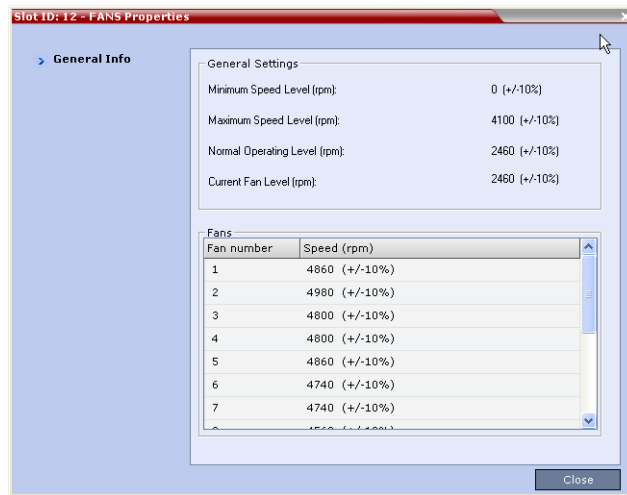 Slot ID: 12 - FANS Properties
General Info
General Settings
Minimum Speed Level (rpm): 0 (+/-10%)
Maximum Speed Level (rpm): 4100 (+/-10%)
Normal Operating Level (rpm): 2460 (+/-10%)
Current Fan Level (rpm): 2460 (+/-10%)
Fans
Fan number Speed (rpm)
1 4860 (+/-10%)
2 4980 (+/-10%)
3 4800 (+/-10%)
4 4800 (+/-10%)
5 4860 (+/-10%)
6 4740 (+/-10%)
7 4740 (+/-10%)
Close